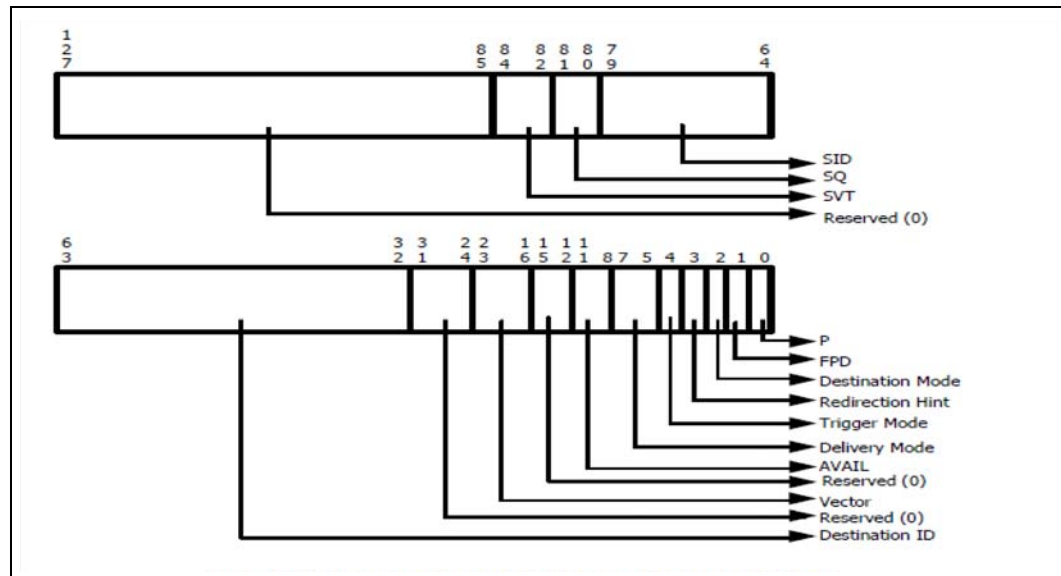 1 8 8 8 8 8 7 6
2 5 4 2 1 0 9 4
7
SID
SQ
SVT
Reserved (0)
6 3 3 2 2 1 1 1 1
3 2 1 4 3 6 5 2 1 8 7 5 4 3 2 1 0
P
FPD
Destination Mode
Redirection Hint
Trigger Mode
Delivery Mode
AVAIL
Reserved (0)
Vector
Reserved (0)
Destination ID